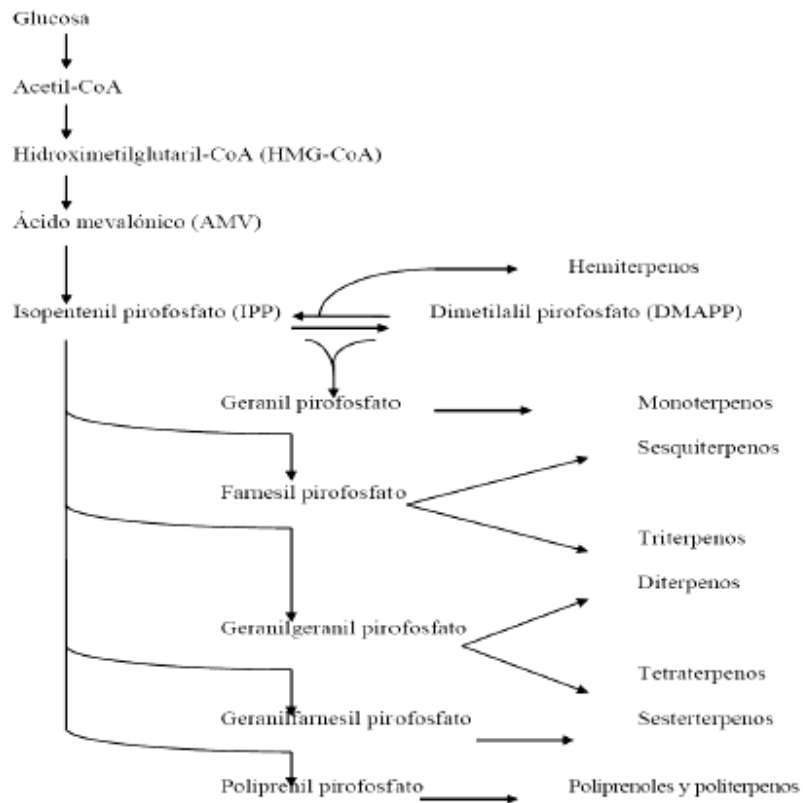 Glucosa
Acetil-CoA
Hidroximetilglutaril-CoA (HMG-CoA)
Ácido mevalónico (AMV)
Hemiterpenos
Isopentenil pirofosfato (IPP) Dimetilalil pirofosfato (DMAPP)
Geranil pirofosfato Monoterpenos
Sesquiterpenos
Farnesil pirofosfato
Triterpenos
Diterpenos
Geranilgeranil pirofosfato
Tetraterpenos
Geranilfarnesil pirofosfato Sesterterpenos
Poliprenil pirofosfato Poliprenoles y politerpenos